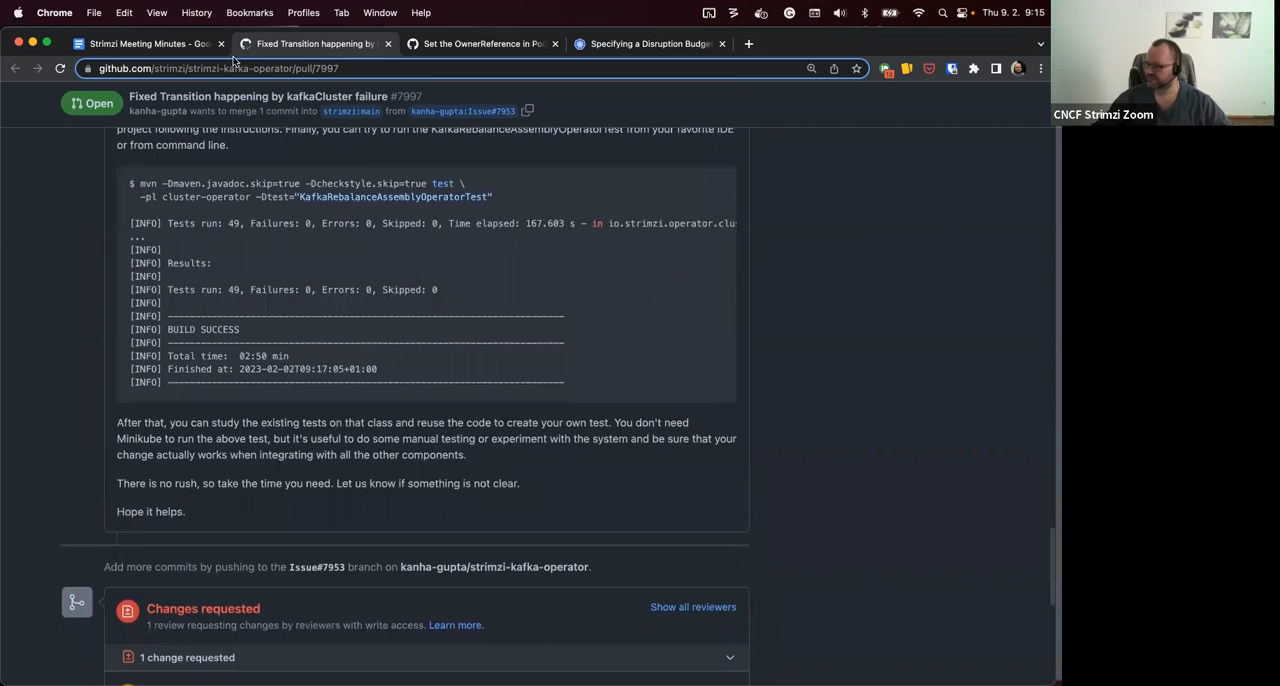 Chrome File Edit View History Bookmarks Profiles Tab Window Help Thu 9. 2. 9:15
Strimzi Meeting Minutes - Goo Fixed Transition happening by Set the OwnerReference in Poc Specifying a Disruption Budget
github.com/strimzi/strimzi-kafka-operator/pull/7997
13
Open
Fixed Transition happening by kafkaCluster failure #7997
kanha-gupta wants to merge 1 commit into strimzi:main from kanha-gupta:Issue#7953
CNCF Strimzi Zoom
project following the instructions. Finally, you can try to run the KafkaRebalanceAssemblyOperatorTest from your favorite IDE
or from command line.
$ mvn -Dmaven.javadoc.skip=true -Dcheckstyle.skip=true test \
-pl cluster-operator -Dtest="KafkaRebalanceAssemblyOperatorTest"
[INFO] Tests run: 49, Failures: 0, Errors: 0, Skipped: 0, Time elapsed: 167.603 s - in io.strimzi.operator.clus
...
[INFO]
[INFO] Results:
[INFO]
[INFO] Tests run: 49, Failures: 0, Errors: 0, Skipped: 0
[INFO]
[INFO] ------------------------------------------------------------------------
[INFO] BUILD SUCCESS
[INFO] ------------------------------------------------------------------------
[INFO] Total time: 02:50 min
[INFO] Finished at: 2023-02-02T09:17:05+01:00
[INFO] ------------------------------------------------------------------------
After that, you can study the existing tests on that class and reuse the code to create your own test. You don't need
Minikube to run the above test, but it's useful to do some manual testing or experiment with the system and be sure that your
change actually works when integrating with all the other components.
There is no rush, so take the time you need. Let us know if something is not clear.
Hope it helps.
Add more commits by pushing to the Issue#7953 branch on kanha-gupta/strimzi-kafka-operator.
Changes requested
Show all reviewers
1 review requesting changes by reviewers with write access. Learn more.
1 change requested